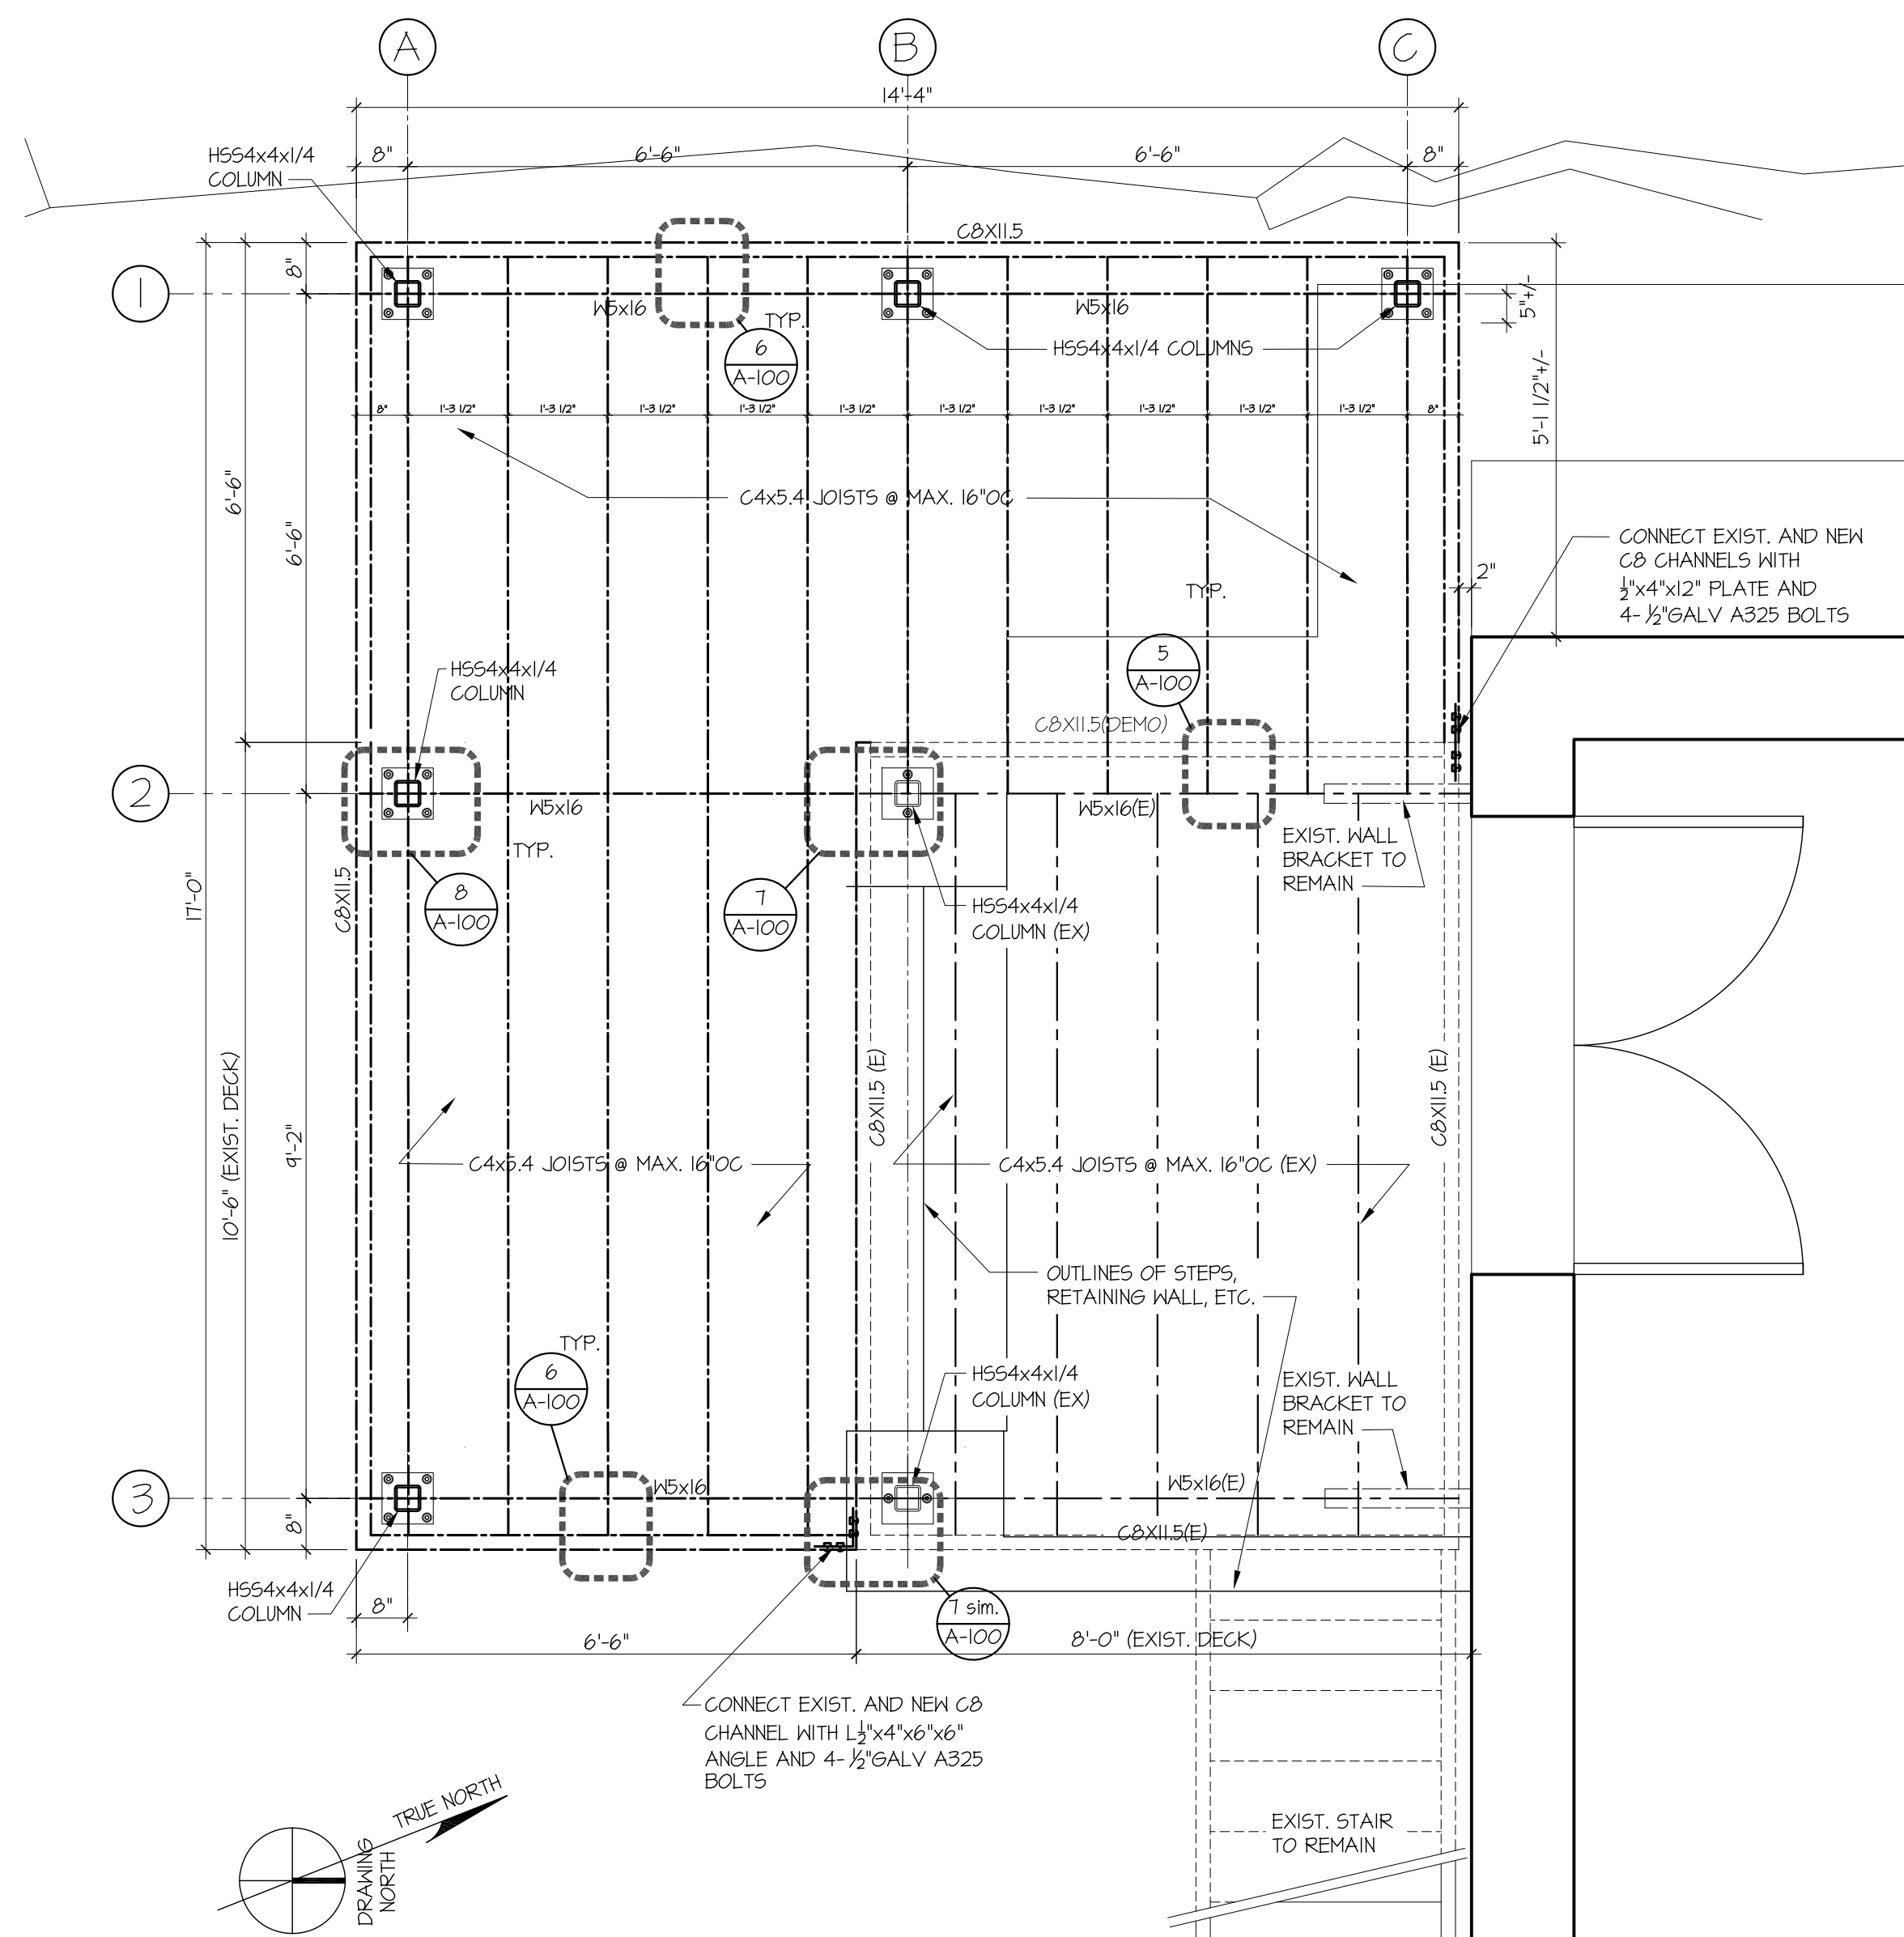 A
B
C
14'-4"
HSS4x4x1/4
COLUMN
8"
6'-6"
6'-6"
8"
C8X11.5
1
8"
W5x16
TYP.
W5x16
5"+/-
6
A-100
HSS4x4x1/4 COLUMNS
8"
1'-3 1/2"
1'-3 1/2"
1'-3 1/2"
1'-3 1/2"
1'-3 1/2"
1'-3 1/2"
1'-3 1/2"
1'-3 1/2"
1'-3 1/2"
1'-3 1/2"
8"
5'-1 1/2"+/-
6'-6"
6'-6"
C4x5.4 JOISTS @ MAX. 16"OC
CONNECT EXIST. AND NEW
C8 CHANNELS WITH
½"x4"x12" PLATE AND
4-½"GALV A325 BOLTS
2"
TYP.
HSS4x4x1/4
COLUMN
5
A-100
C8X11.5(DEMO)
2
W5x16
W5x16(E)
TYP.
EXIST. WALL
BRACKET TO
REMAIN
17'-0"
C8X11.5
8
A-100
7
A-100
HSS4x4x1/4
COLUMN (EX)
10'-6" (EXIST. DECK)
9'-2"
C8X11.5 (E)
C8X11.5 (E)
C4x5.4 JOISTS @ MAX. 16"OC
C4x5.4 JOISTS @ MAX. 16"OC (EX)
OUTLINES OF STEPS,
RETAINING WALL, ETC.
TYP.
6
A-100
HSS4x4x1/4
COLUMN (EX)
EXIST. WALL
BRACKET TO
REMAIN
3
W5x16
W5x16(E)
8"
C8X11.5(E)
HSS4x4x1/4
COLUMN
8"
7 sim.
A-100
6'-6"
8'-0" (EXIST. DECK)
CONNECT EXIST. AND NEW C8
CHANNEL WITH L½"x4"x6"x6"
ANGLE AND 4-½"GALV A325
BOLTS
TRUE NORTH
DRAWING
NORTH
EXIST. STAIR
TO REMAIN